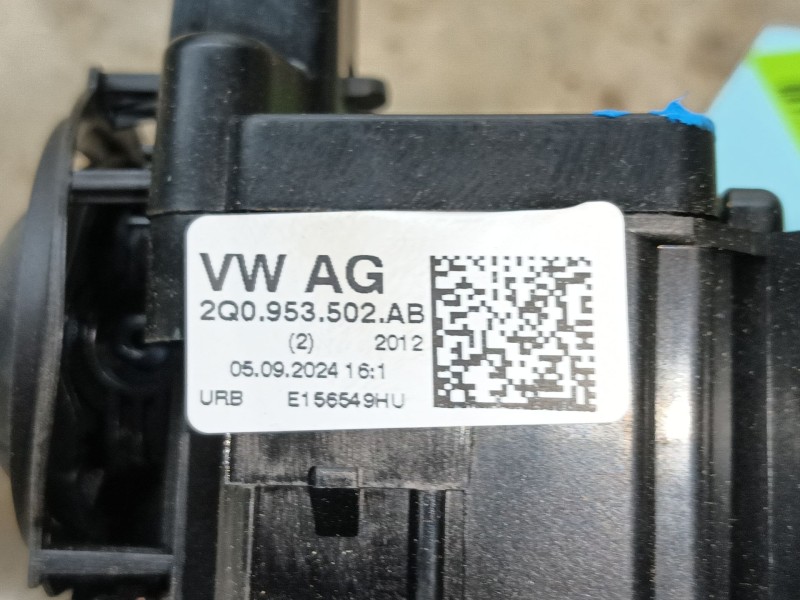 VW AG
2Q0.953.502.AB
(2) 2012
05.09.2024 16:1
URB E156549HU